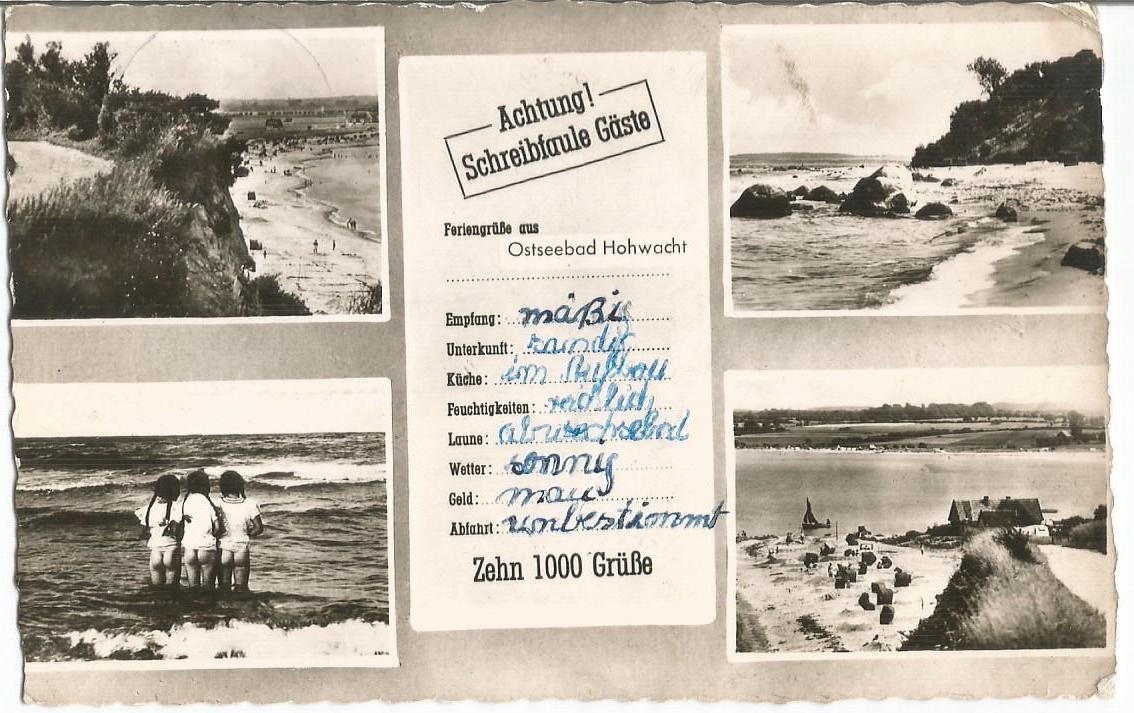 Achtung!
Schreibfaule Gäste
Feriengrüße aus
Ostseebad Hohwacht
Empfang: mäßig
Unterkunft: sandig
Küche: im Aufbau
Feuchtigkeiten: reichlich
Laune: abwechselnd
Wetter: sonnig
Geld: mau
Abfahrt: unbestimmt
Zehn 1000 Grüße